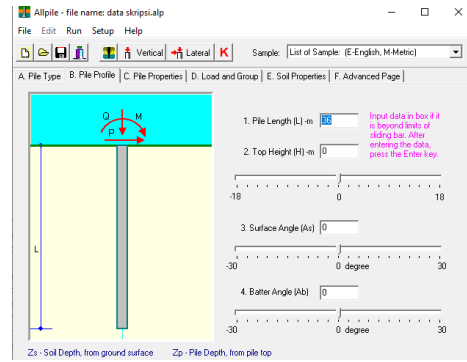 Allpile - file name: data skripsi.alp
File Edit Run Setup Help
Vertical Lateral K Sample: List of Sample: (E-English, M-Metric)
A. Pile Type B. Pile Profile C. Pile Properties D. Load and Group E. Soil Properties F. Advanced Page
Q M
P
L
1. Pile Length (L) -m 36
2. Top Height (H) -m 0
Input data in box if it
is beyond limits of
sliding bar. After
entering the data,
press the Enter key.
-18 0 18
3. Surface Angle (As) 0
-30 0 degree 30
4. Batter Angle (Ab) 0
-30 0 degree 30
Zs - Soil Depth, from ground surface Zp - Pile Depth, from pile top